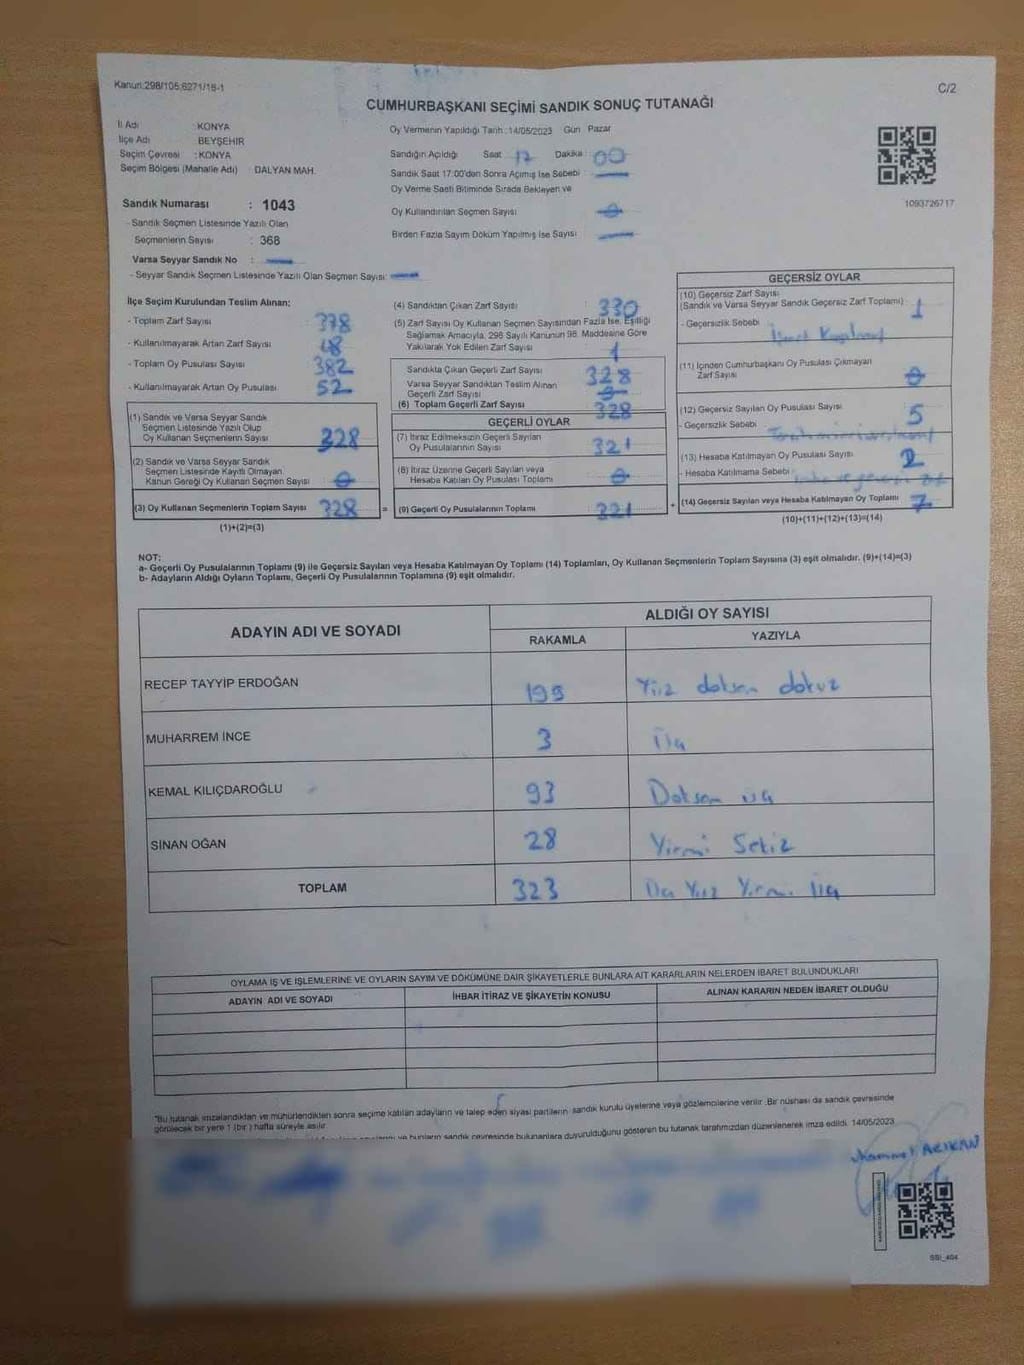 Kanun:298/105,6271/18-1
C/2
CUMHURBAŞKANI SEÇİMİ SANDIK SONUÇ TUTANAĞI
İl Adı : KONYA
İlçe Adı : BEYŞEHİR
Seçim Çevresi : KONYA
Seçim Bölgesi (Mahalle Adı) : DALYAN MAH.
Sandık Numarası : 1043
- Sandık Seçmen Listesinde Yazılı Olan
Seçmenlerin Sayısı : 368
Varsa Seyyar Sandık No : —
- Seyyar Sandık Seçmen Listesinde Yazılı Olan Seçmen Sayısı: —
Oy Vermenin Yapıldığı Tarih : 14/05/2023 Gün Pazar
Sandığın Açıldığı Saat 17 Dakika : 00
Sandık Saat 17:00'den Sonra Açımış İse Sebebi : —
Oy Verme Saati Bitiminde Sırada Bekleyen ve
Oy Kullandırılan Seçmen Sayısı : 0
Birden Fazla Sayım Döküm Yapılmış İse Sayısı : —
1093726717
İlçe Seçim Kurulundan Teslim Alınan:
- Toplam Zarf Sayısı : 378
- Kullanılmayarak Artan Zarf Sayısı : 48
- Toplam Oy Pusulası Sayısı : 382
- Kullanılmayarak Artan Oy Pusulası : 52
(1) Sandık ve Varsa Seyyar Sandık
Seçmen Listesinde Yazılı Olup
Oy Kullanan Seçmenlerin Sayısı : 328
(2) Sandık ve Varsa Seyyar Sandık
Seçmen Listesinde Kayıtlı Olmayan,
Kanun Gereği Oy Kullanan Seçmen Sayısı : 0
(3) Oy Kullanan Seçmenlerin Toplam Sayısı : 328
(1)+(2)=(3)
(4) Sandıktan Çıkan Zarf Sayısı : 330
(5) Zarf Sayısı Oy Kullanan Seçmen Sayısından Fazla İse, Eşitliği
Sağlamak Amacıyla, 298 Sayılı Kanunun 98. Maddesine Göre
Yakılarak Yok Edilen Zarf Sayısı : 1
Sandıkta Çıkan Geçerli Zarf Sayısı : 328
Varsa Seyyar Sandıktan Teslim Alınan
Geçerli Zarf Sayısı : 0
(6) Toplam Geçerli Zarf Sayısı : 328
GEÇERLİ OYLAR
(7) İtiraz Edilmeksizin Geçerli Sayılan
Oy Pusulalarının Sayısı : 321
(8) İtiraz Üzerine Geçerli Sayılan veya
Hesaba Katılan Oy Pusulası Toplamı : 0
= (9) Geçerli Oy Pusulalarının Toplamı : 321
GEÇERSİZ OYLAR
(10) Geçersiz Zarf Sayısı
(Sandık ve Varsa Seyyar Sandık Geçersiz Zarf Toplamı) : 1
- Geçersizlik Sebebi :
(11) İçinden Cumhurbaşkanı Oy Pusulası Çıkmayan
Zarf Sayısı : 0
(12) Geçersiz Sayılan Oy Pusulası Sayısı : 5
- Geçersizlik Sebebi :
(13) Hesaba Katılmayan Oy Pusulası Sayısı : 2
- Hesaba Katılmama Sebebi :
+ (14) Geçersiz Sayılan veya Hesaba Katılmayan Oy Toplamı : 7
(10)+(11)+(12)+(13)=(14)
NOT:
a- Geçerli Oy Pusulalarının Toplamı (9) ile Geçersiz Sayılan veya Hesaba Katılmayan Oy Toplamı (14) Toplamları, Oy Kullanan Seçmenlerin Toplam Sayısına (3) eşit olmalıdır. (9)+(14)=(3)
b- Adayların Aldığı Oyların Toplamı, Geçerli Oy Pusulalarının Toplamına (9) eşit olmalıdır.
ADAYIN ADI VE SOYADI
ALDIĞI OY SAYISI
RAKAMLA YAZIYLA
RECEP TAYYİP ERDOĞAN 199 Yüz doksan dokuz
MUHARREM İNCE 3 Üç
KEMAL KILIÇDAROĞLU 93 Doksan üç
SİNAN OĞAN 28 Yirmi Sekiz
TOPLAM 323 Üç Yüz Yirmi Üç
OYLAMA İŞ VE İŞLEMLERİNE VE OYLARIN SAYIM VE DÖKÜMÜNE DAİR ŞİKAYETLERLE BUNLARA AİT KARARLARIN NELERDEN İBARET BULUNDUKLARI
ADAYIN ADI VE SOYADI İHBAR İTİRAZ VE ŞİKAYETİN KONUSU ALINAN KARARIN NEDEN İBARET OLDUĞU
"Bu tutanak imzalandıktan ve mühürlendikten sonra seçime katılan adayların ve talep eden siyasi partilerin sandık kurulu üyelerine veya gözlemcilerine verilir. Bir nüshası da sandık çevresinde
görülecek bir yere 1 (bir) hafta süreyle asılır.
ve bunların sandık çevresinde bulunanlara duyurulduğunu gösteren bu tutanak tarafımızdan düzenlenerek imza edildi. 14/05/2023
ARIKAN
SSI_404